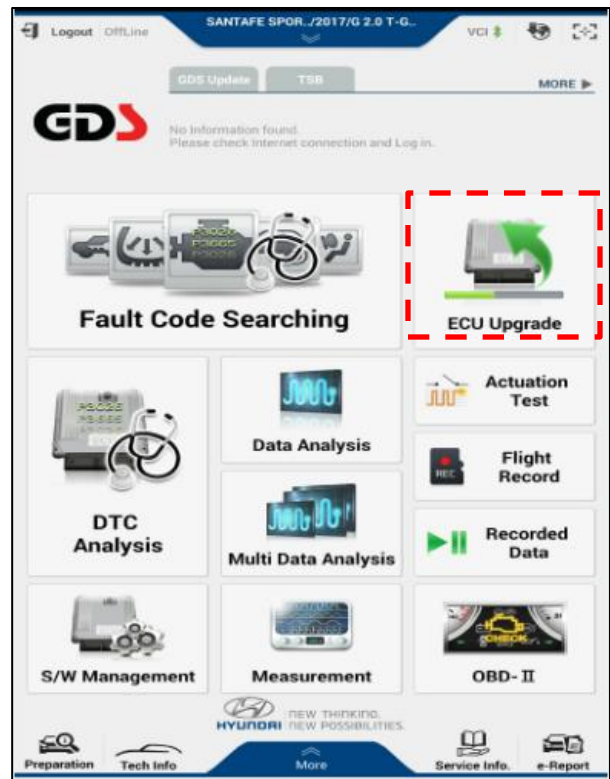 SANTAFE SPOR../2017/G 2.0 T-G..
Logout OffLine
VCI
GDS Update
TSB
MORE
GDS
No Information found.
Please check Internet connection and Log in.
Fault Code Searching
ECU Upgrade
DTC
Analysis
Data Analysis
Multi Data Analysis
Actuation
Test
REC
Flight
Record
Recorded
Data
S/W Management
Measurement
CHECK
OBD-II
HYUNDAI
NEW THINKING.
NEW POSSIBILITIES.
Preparation
Tech Info
More
Service Info.
e-Report